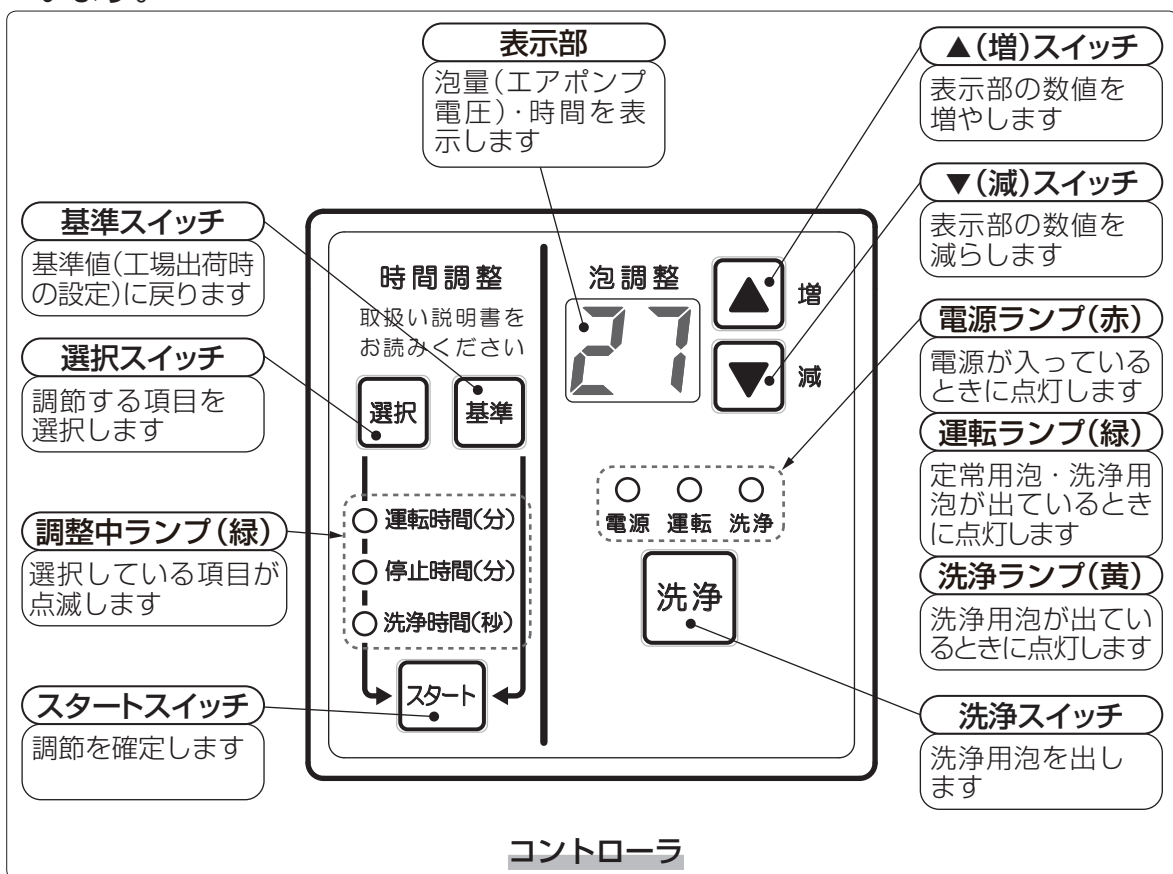 います。
表示部
泡量(エアポンプ
電圧)・時間を表
示します
▲(増)スイッチ
表示部の数値を
増やします
▼(減)スイッチ
表示部の数値を
減らします
基準スイッチ
基準値(工場出荷時
の設定)に戻ります
選択スイッチ
調節する項目を
選択します
調整中ランプ(緑)
選択している項目が
点滅します
スタートスイッチ
調節を確定します
時間調整
取扱い説明書を
お読みください
選択
基準
運転時間(分)
停止時間(分)
洗浄時間(秒)
スタート
泡調整
27
▲
増
▼
減
電源 運転 洗浄
洗浄
電源ランプ(赤)
電源が入っている
ときに点灯します
運転ランプ(緑)
定常用泡・洗浄用
泡が出ているとき
に点灯します
洗浄ランプ(黄)
洗浄用泡が出てい
るときに点灯します
洗浄スイッチ
洗浄用泡を出し
ます
コントローラ